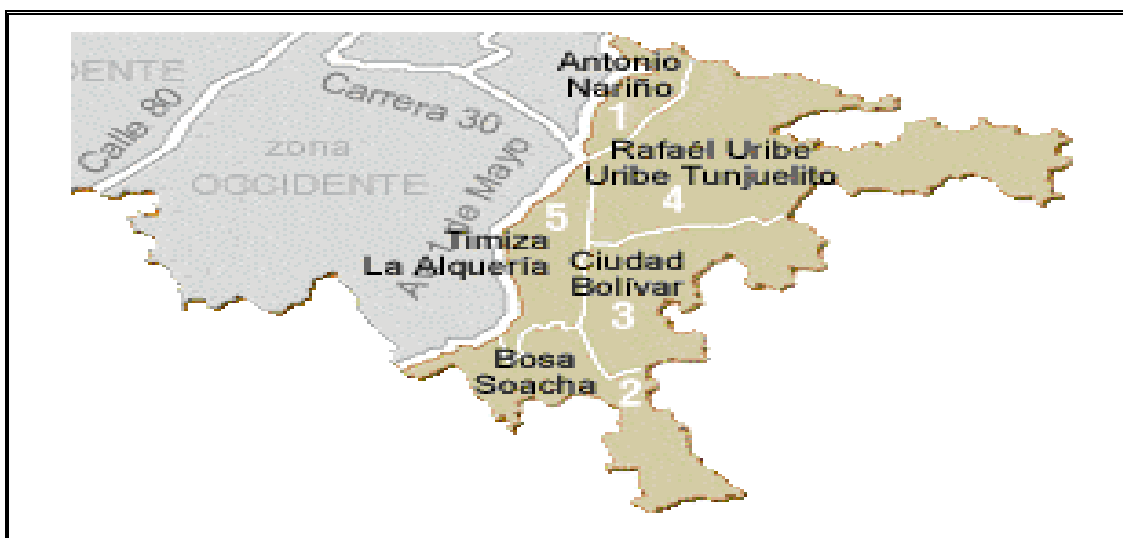 DENTE
Calle 80
Carrera 30
zona
OCCIDENTE
Av 1 de Mayo
Antonio
Nariño
1
Rafaél Uribe
Uribe Tunjuelito
4
5
Timiza
La Alquería
Ciudad
Bolívar
3
Bosa
Soacha
2